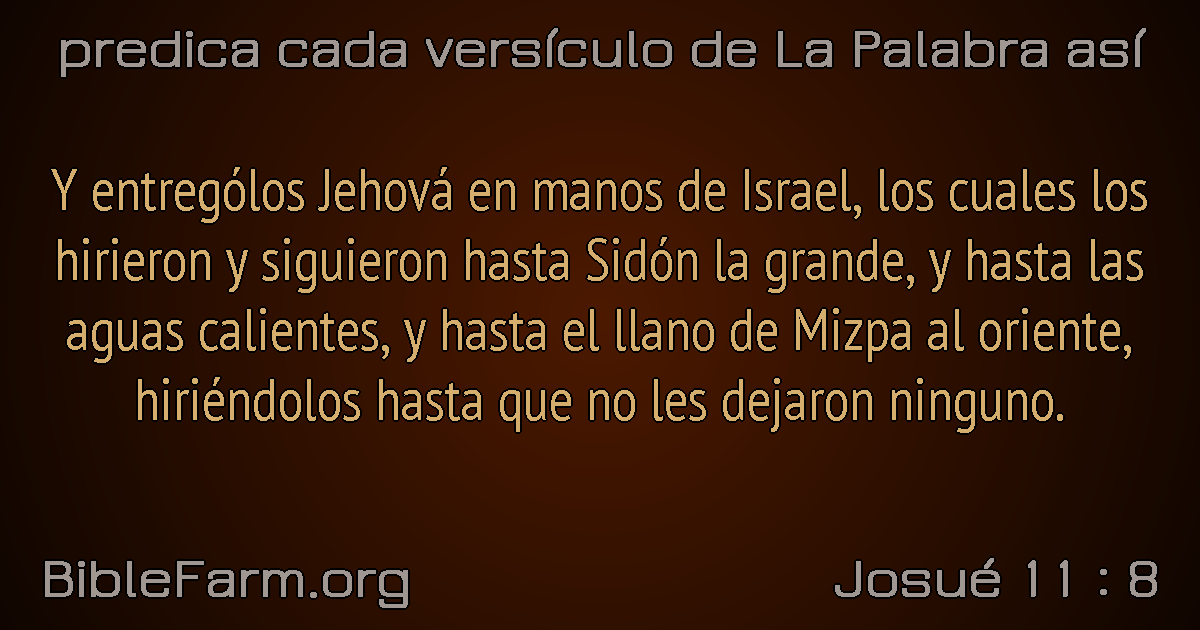 predica cada versículo de La Palabra así
Y entrególos Jehová en manos de Israel, los cuales los
hirieron y siguieron hasta Sidón la grande, y hasta las
aguas calientes, y hasta el llano de Mizpa al oriente,
hiriéndolos hasta que no les dejaron ninguno.
BibleFarm.org
Josué 11 : 8